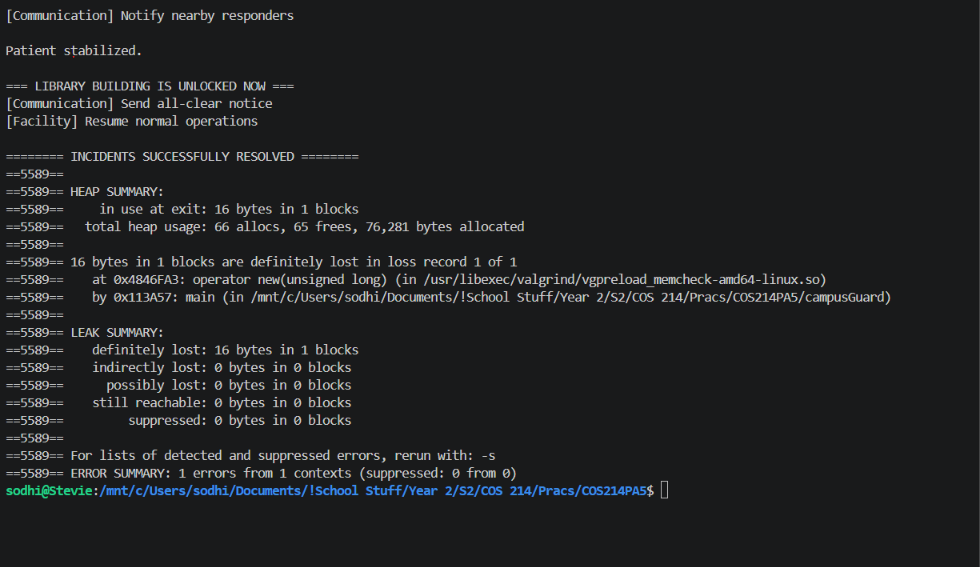 [Communication] Notify nearby responders
Patient stabilized.
=== LIBRARY BUILDING IS UNLOCKED NOW ===
[Communication] Send all-clear notice
[Facility] Resume normal operations
======== INCIDENTS SUCCESSFULLY RESOLVED ========
==5589==
==5589== HEAP SUMMARY:
==5589==     in use at exit: 16 bytes in 1 blocks
==5589==   total heap usage: 66 allocs, 65 frees, 76,281 bytes allocated
==5589==
==5589== 16 bytes in 1 blocks are definitely lost in loss record 1 of 1
==5589==    at 0x4846FA3: operator new(unsigned long) (in /usr/libexec/valgrind/vgpreload_memcheck-amd64-linux.so)
==5589==    by 0x113A57: main (in /mnt/c/Users/sodhi/Documents/!School Stuff/Year 2/S2/COS 214/Pracs/COS214PA5/campusGuard)
==5589==
==5589== LEAK SUMMARY:
==5589==    definitely lost: 16 bytes in 1 blocks
==5589==    indirectly lost: 0 bytes in 0 blocks
==5589==      possibly lost: 0 bytes in 0 blocks
==5589==    still reachable: 0 bytes in 0 blocks
==5589==         suppressed: 0 bytes in 0 blocks
==5589==
==5589== For lists of detected and suppressed errors, rerun with: -s
==5589== ERROR SUMMARY: 1 errors from 1 contexts (suppressed: 0 from 0)
sodhi@Stevie:/mnt/c/Users/sodhi/Documents/!School Stuff/Year 2/S2/COS 214/Pracs/COS214PA5$